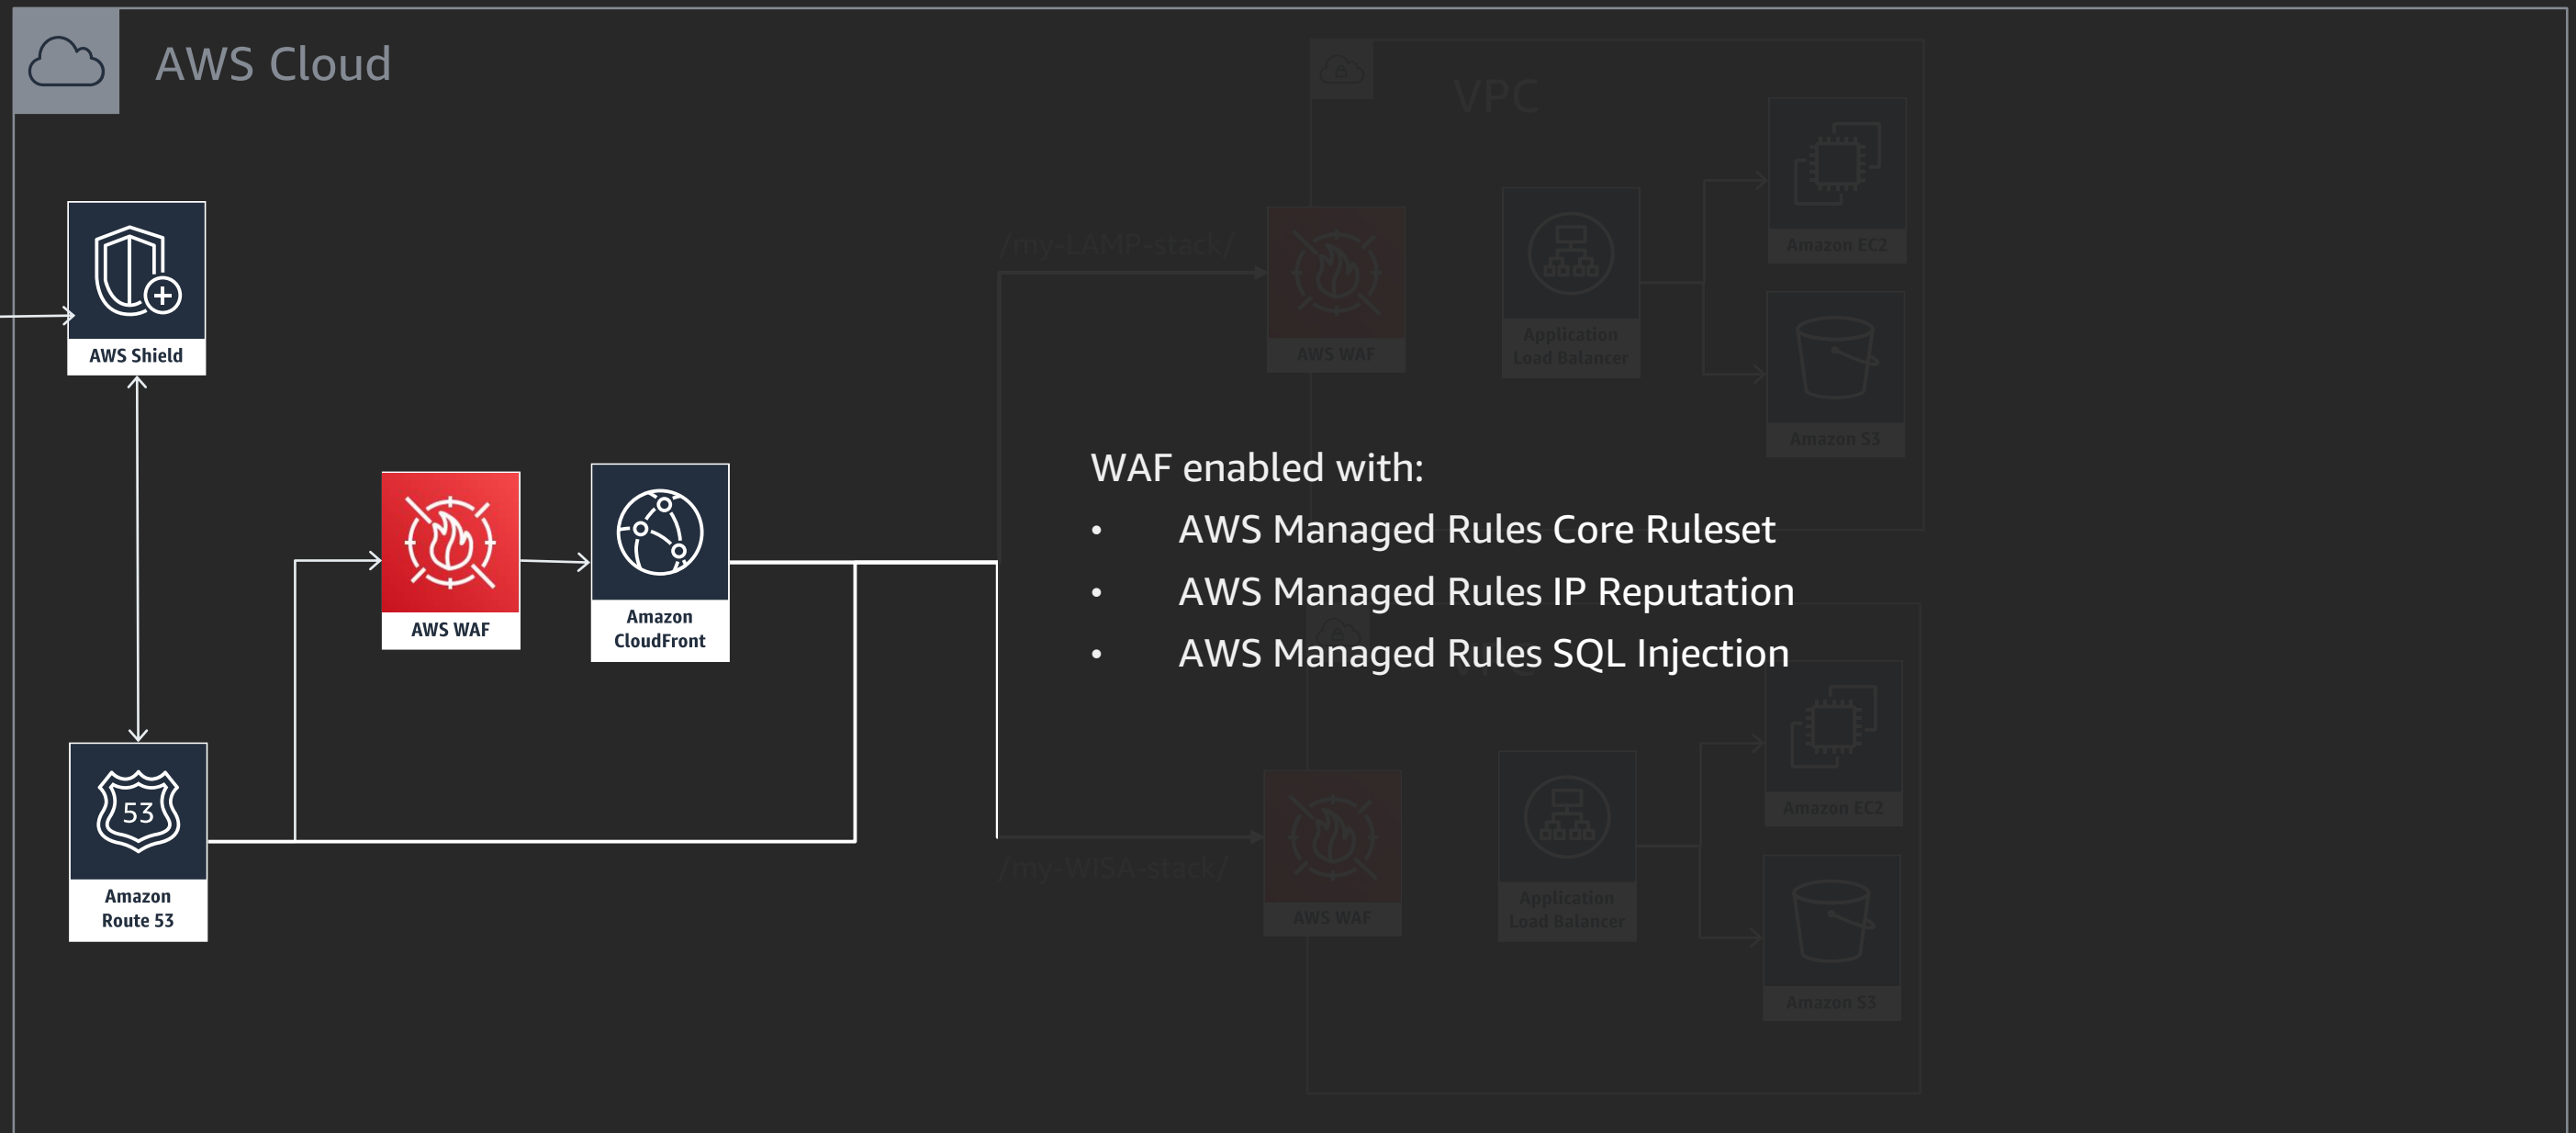 AWS Cloud
VPC
Amazon EC2
/my-LAMP-stack/
AWS Shield
AWS WAF
Application
Load Balancer
Amazon S3
WAF enabled with:
• AWS Managed Rules Core Ruleset
• AWS Managed Rules IP Reputation
• AWS Managed Rules SQL Injection
AWS WAF
Amazon
CloudFront
VPC
Amazon EC2
53
Amazon
Route 53
/my-WISA-stack/
AWS WAF
Application
Load Balancer
Amazon S3